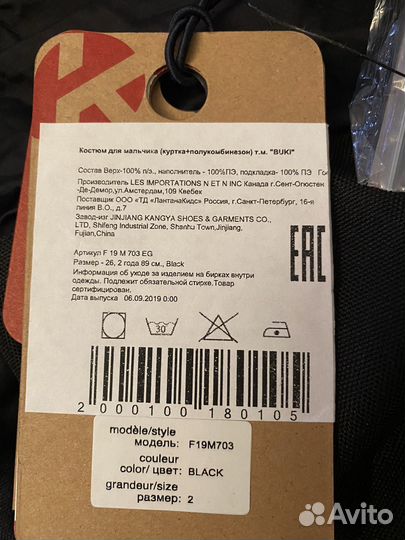 Костюм для мальчика (куртка+полукомбинезон) т.м. "BUKI"
Состав Верх-100% п/э., наполнитель - 100%ПЭ, подкладка- 100% ПЭ
Производитель LES IMPORTATIONS N ET N INC Канада г.Сент-Огюстен
-Де-Демор,ул.Амстердам,109 Квебек
Поставщик ООО «ТД «ЛантанаКидс» Россия, г.Санкт-Петербург, 16-я
линия В.О., д.7
Завод-изг JINJIANG KANGYA SHOES & GARMENTS CO.,
LTD, Shifeng Industrial Zone, Shanhu Town,Jinjiang,
Fujian,China
EAC
Артикул F 19 M 703 EG
Размер - 26, 2 года 89 см., Black
Информация об уходе за изделием на бирках внутри
одежды. Подлежит обязательной стирке.Товар
сертифицирован.
Дата выпуска 06.09.2019 0:00
30
2000100180105
modèle/style
модель: F19M703
couleur
color/ цвет: BLACK
grandeur/size
размер: 2
Avito